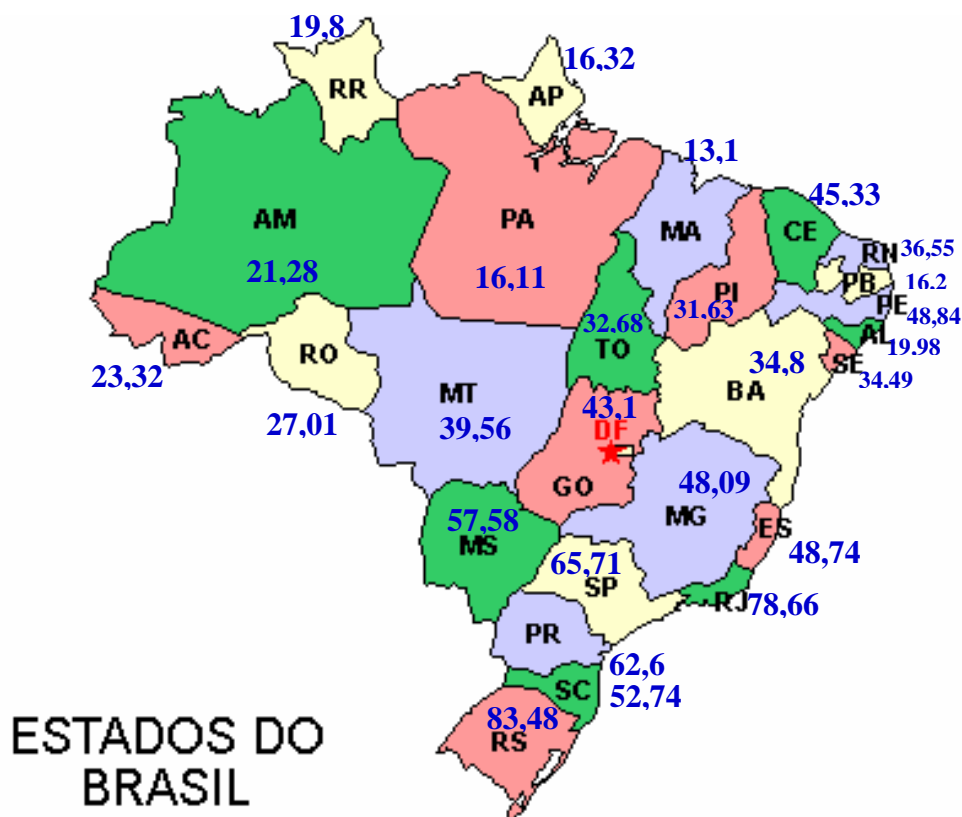 19,8
RR
16,32
AP
13,1
45,33
AM
PA
MA
CE
RN 36,55
21,28
16,11
PI
PB 16.2
31,63
PE 48,84
32,68
AC
RO
TO
AL 19.98
23,32
34,8
SE 34.49
MT
BA
27,01
39,56
43,1
DF
GO
48,09
MG
57,58
ES
MS
65,71
48,74
SP
RJ 78,66
PR
62,6
SC
52,74
83,48
RS
ESTADOS DO
BRASIL